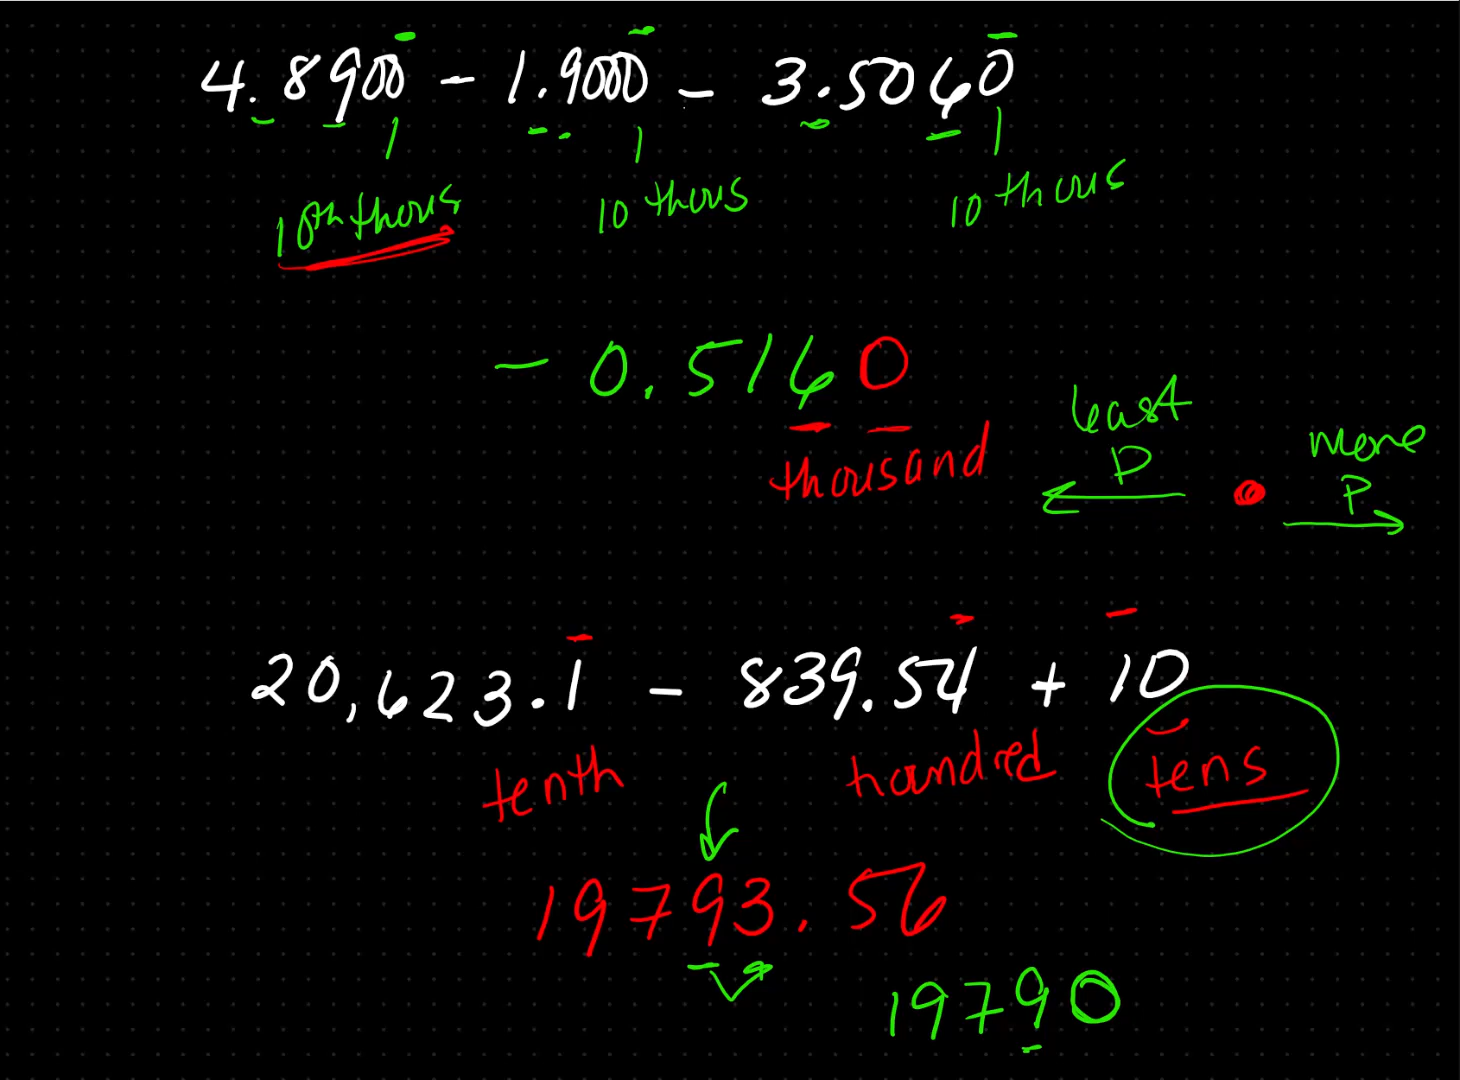 4.8900 - 1.9000 - 3.5060
10th thous 10 thous 10 thous
- 0.5160
thousand
least
P
more
P
20,623.1 - 839.54 + 10
tenth hundred tens
19793.56
19790